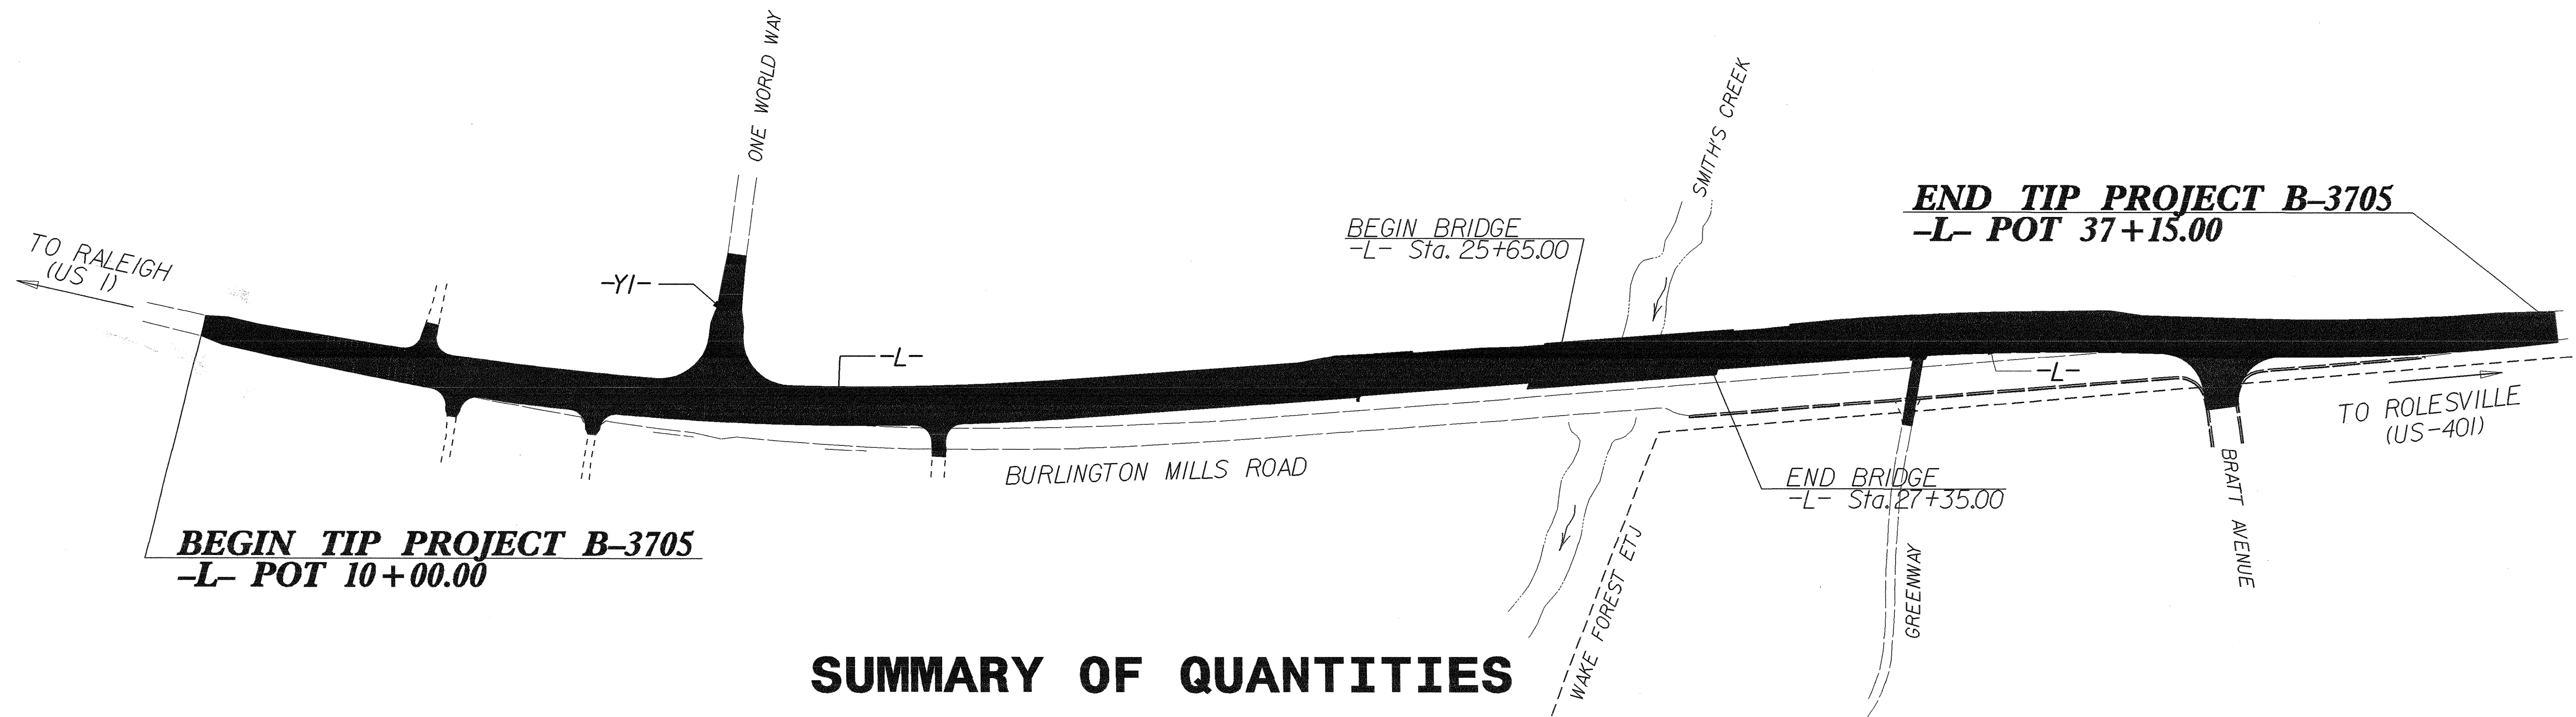 ONE WORLD WAY
SMITH'S CREEK
TO RALEIGH
(US 1)
-Y1-
BEGIN BRIDGE
-L- Sta. 25+65.00
END TIP PROJECT B–3705
–L– POT 37+15.00
-L-
-L-
TO ROLESVILLE
(US-401)
BURLINGTON MILLS ROAD
END BRIDGE
-L- Sta. 27+35.00
BRATT AVENUE
BEGIN TIP PROJECT B–3705
–L– POT 10+00.00
WAKE FOREST ETJ
GREENWAY
SUMMARY OF QUANTITIES